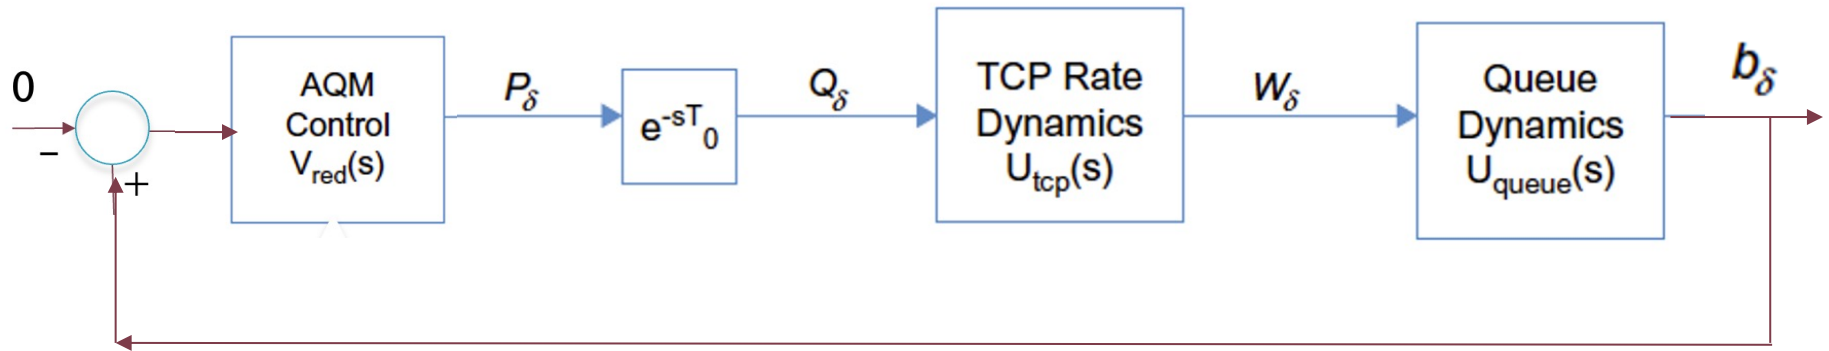 0
−
+
AQM
Control
V_red(s)
P_δ
e^-sT_0
Q_δ
TCP Rate
Dynamics
U_tcp(s)
W_δ
Queue
Dynamics
U_queue(s)
b_δ